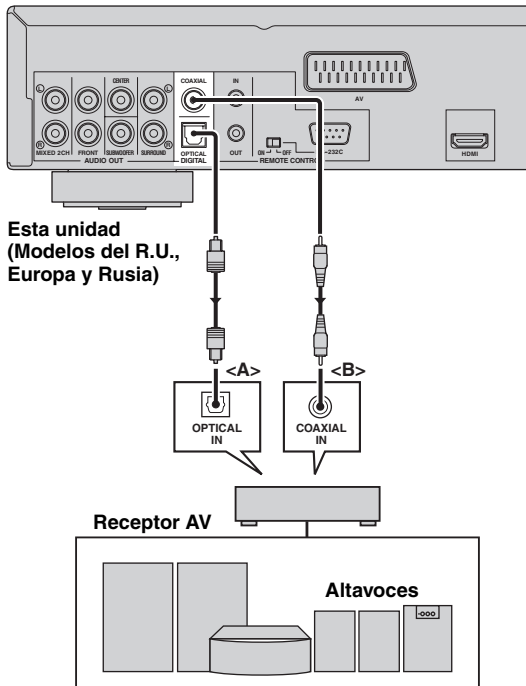 CENTER
COAXIAL
IN
AV
L
L
R
R
MIXED 2CH
FRONT
SUBWOOFER
SURROUND
AUDIO OUT
OPTICAL
DIGITAL
OUT
ON
OFF
REMOTE CONTROL
-232C
HDMI
Esta unidad
(Modelos del R.U.,
Europa y Rusia)
<A>
<B>
OPTICAL
IN
COAXIAL
IN
Receptor AV
Altavoces